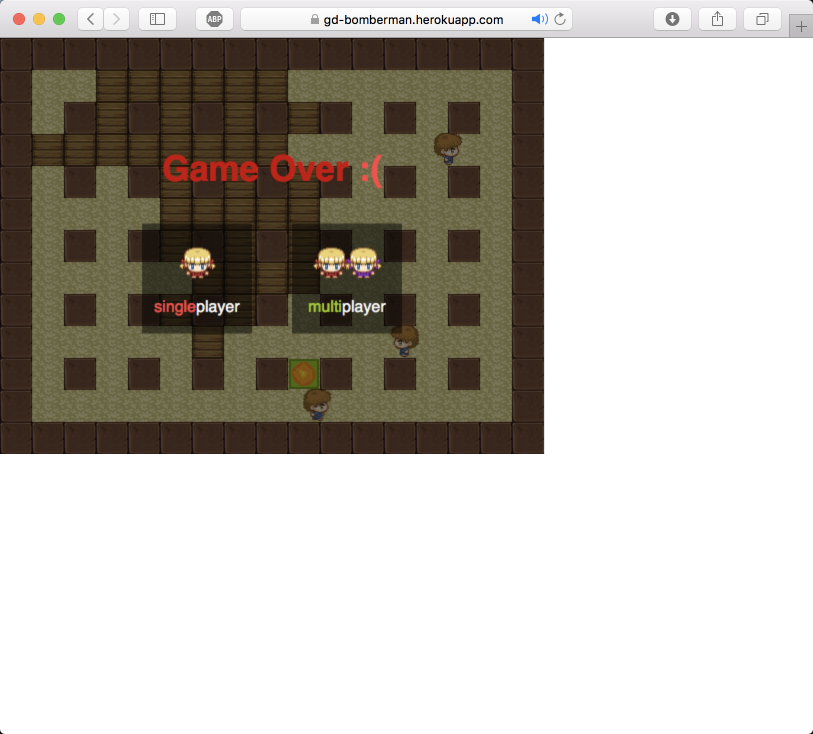 ABP
gd-bomberman.herokuapp.com
Game Over :(
singleplayer
multiplayer